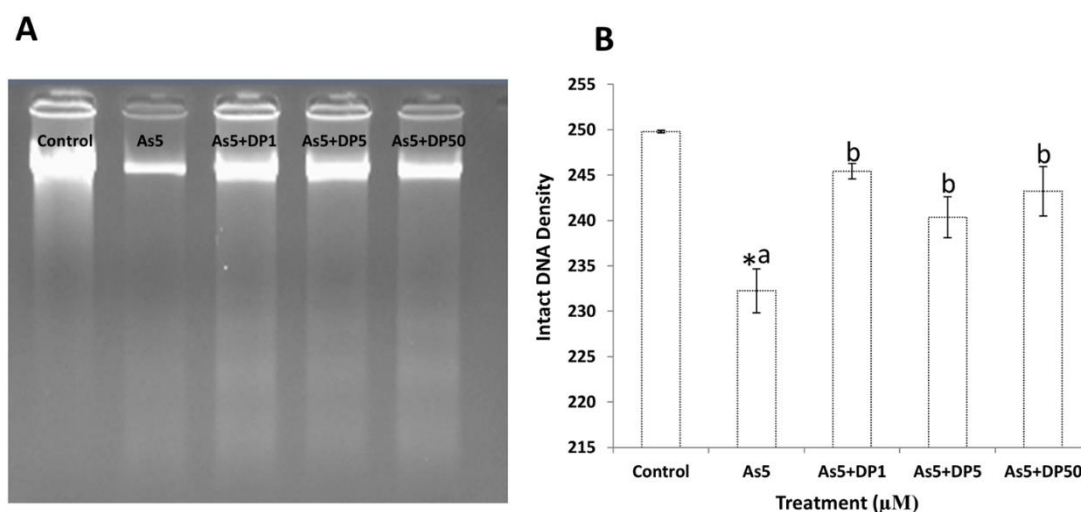 A
Control As5 As5+DP1 As5+DP5 As5+DP50
B
Intact DNA Density
255
250
245
240
235
230
225
220
215
*a
b
b
b
Control As5 As5+DP1 As5+DP5 As5+DP50
Treatment (µM)